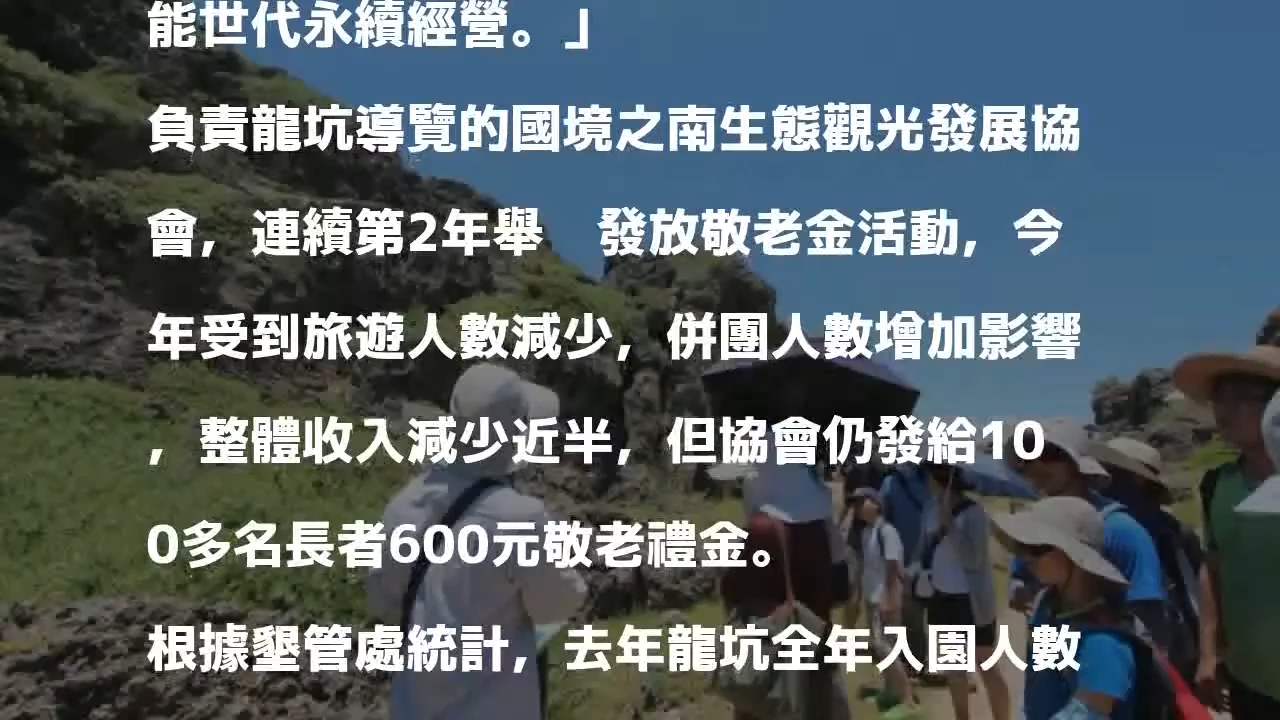 能世代永續經營。」
負責龍坑導覽的國境之南生態觀光發展協
會，連續第2年舉　發放敬老金活動，今
年受到旅遊人數減少，併團人數增加影響
，整體收入減少近半，但協會仍發給10
0多名長者600元敬老禮金。
根據墾管處統計，去年龍坑全年入園人數